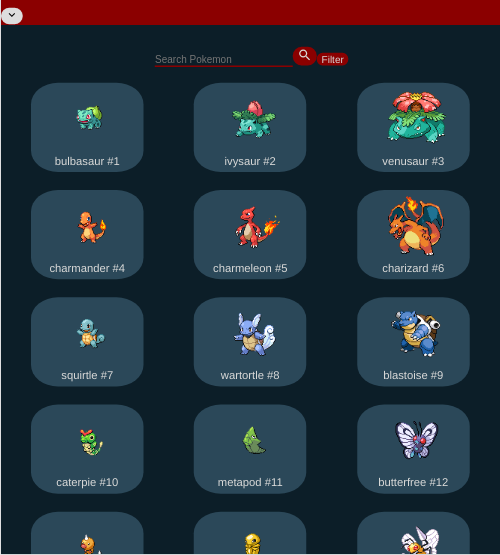 Search Pokemon
Filter
bulbasaur #1
ivysaur #2
venusaur #3
charmander #4
charmeleon #5
charizard #6
squirtle #7
wartortle #8
blastoise #9
caterpie #10
metapod #11
butterfree #12